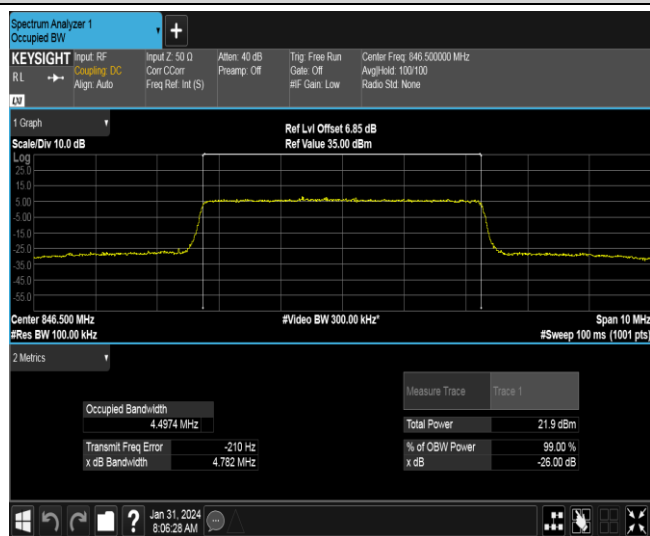 Spectrum Analyzer 1
Occupied BW
+
KEYSIGHT
Input: RF
Coupling: DC
Align: Auto
R L
LXI
Input Z: 50 Ω
Corr CCorr
Freq Ref: Int (S)
Atten: 40 dB
Preamp: Off
Trig: Free Run
Gate: Off
#IF Gain: Low
Center Freq: 846.500000 MHz
Avg|Hold: 100/100
Radio Std: None
1 Graph
Scale/Div 10.0 dB
Ref Lvl Offset 6.85 dB
Ref Value 35.00 dBm
Log
25.0
15.0
5.00
-5.00
-15.0
-25.0
-35.0
-45.0
-55.0
Center 846.500 MHz
#Res BW 100.00 kHz
#Video BW 300.00 kHz*
Span 10 MHz
#Sweep 100 ms (1001 pts)
2 Metrics
Occupied Bandwidth
4.4974 MHz
Transmit Freq Error -210 Hz
x dB Bandwidth 4.782 MHz
Measure Trace Trace 1
Total Power 21.9 dBm
% of OBW Power 99.00 %
x dB -26.00 dB
?
Jan 31, 2024
8:06:28 AM